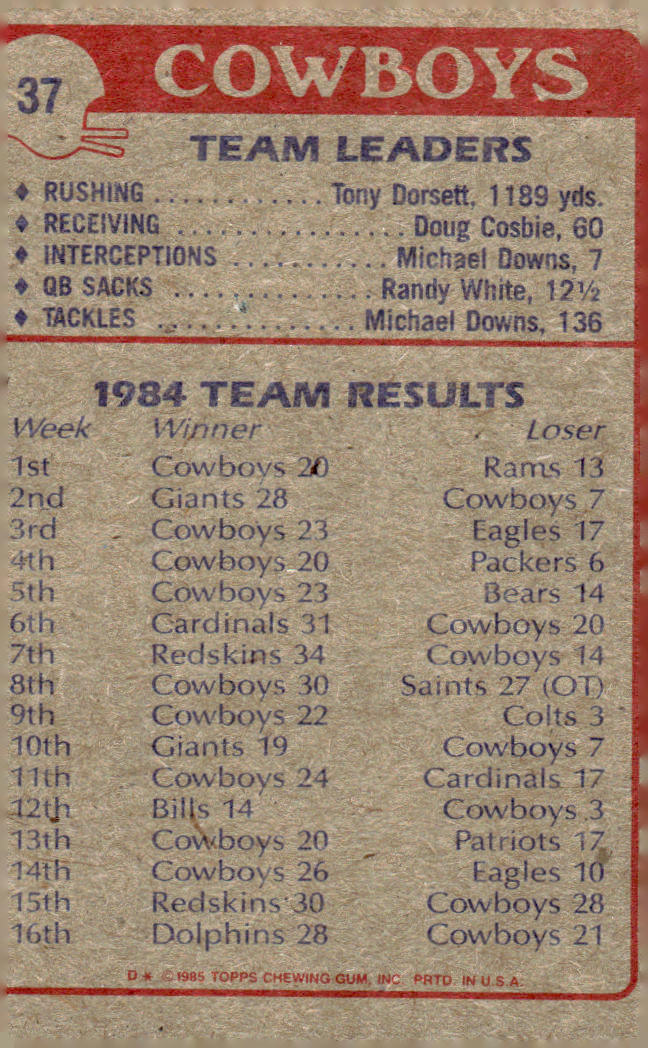 37
COWBOYS
TEAM LEADERS
♦ RUSHING ............ Tony Dorsett, 1189 yds.
♦ RECEIVING ................. Doug Cosbie, 60
♦ INTERCEPTIONS ........... Michael Downs, 7
♦ QB SACKS .............. Randy White, 12½
♦ TACKLES .............. Michael Downs, 136
1984 TEAM RESULTS
Week Winner Loser
1st Cowboys 20 Rams 13
2nd Giants 28 Cowboys 7
3rd Cowboys 23 Eagles 17
4th Cowboys 20 Packers 6
5th Cowboys 23 Bears 14
6th Cardinals 31 Cowboys 20
7th Redskins 34 Cowboys 14
8th Cowboys 30 Saints 27 (OT)
9th Cowboys 22 Colts 3
10th Giants 19 Cowboys 7
11th Cowboys 24 Cardinals 17
12th Bills 14 Cowboys 3
13th Cowboys 20 Patriots 17
14th Cowboys 26 Eagles 10
15th Redskins 30 Cowboys 28
16th Dolphins 28 Cowboys 21
D * ©1985 TOPPS CHEWING GUM, INC. PRTD. IN U.S.A.